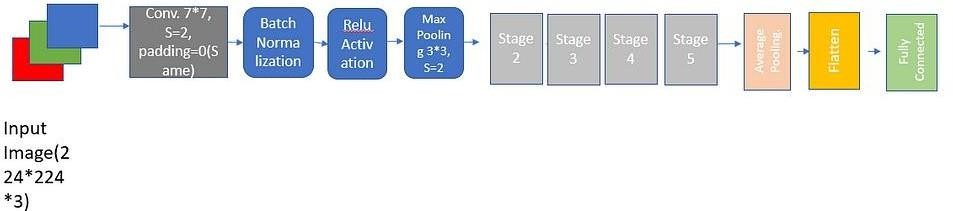 Conv. 7*7,
S=2,
padding=0(S
ame)
Batch
Norma
lization
Relu
Activ
ation
Max
Poolin
g 3*3,
S=2
Stage
2
Stage
3
Stage
4
Stage
5
Average
Pooling.
Flatten
Fully
Connected
Input
Image(2
24*224
*3)